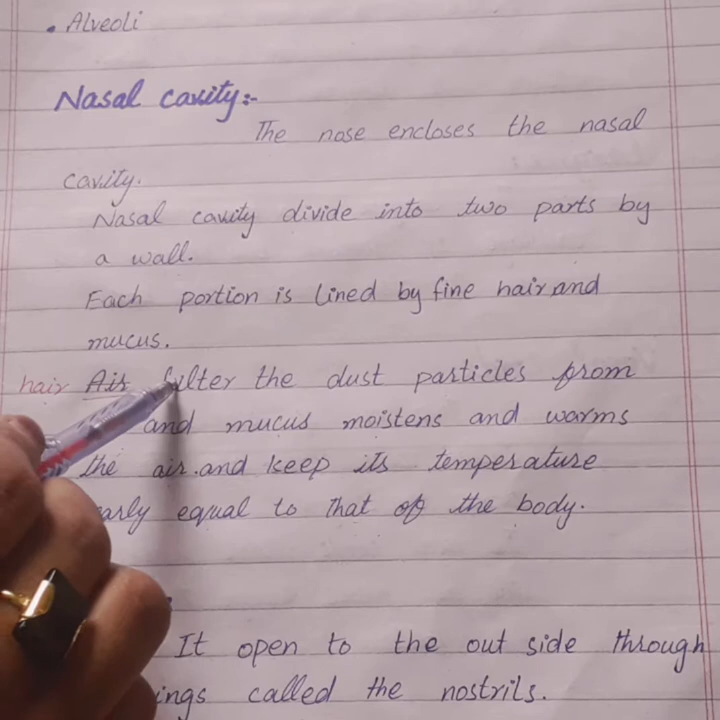 • Alveoli
Nasal cavity:-
The nose encloses the nasal
cavity.
Nasal cavity divide into two parts by
a wall.
Each portion is lined by fine hair and
mucus.
hair Air filter the dust particles from
and mucus moistens and warms
the air. and keep its temperature
equal to that of the body.
It open to the out side through
called the nostrils.